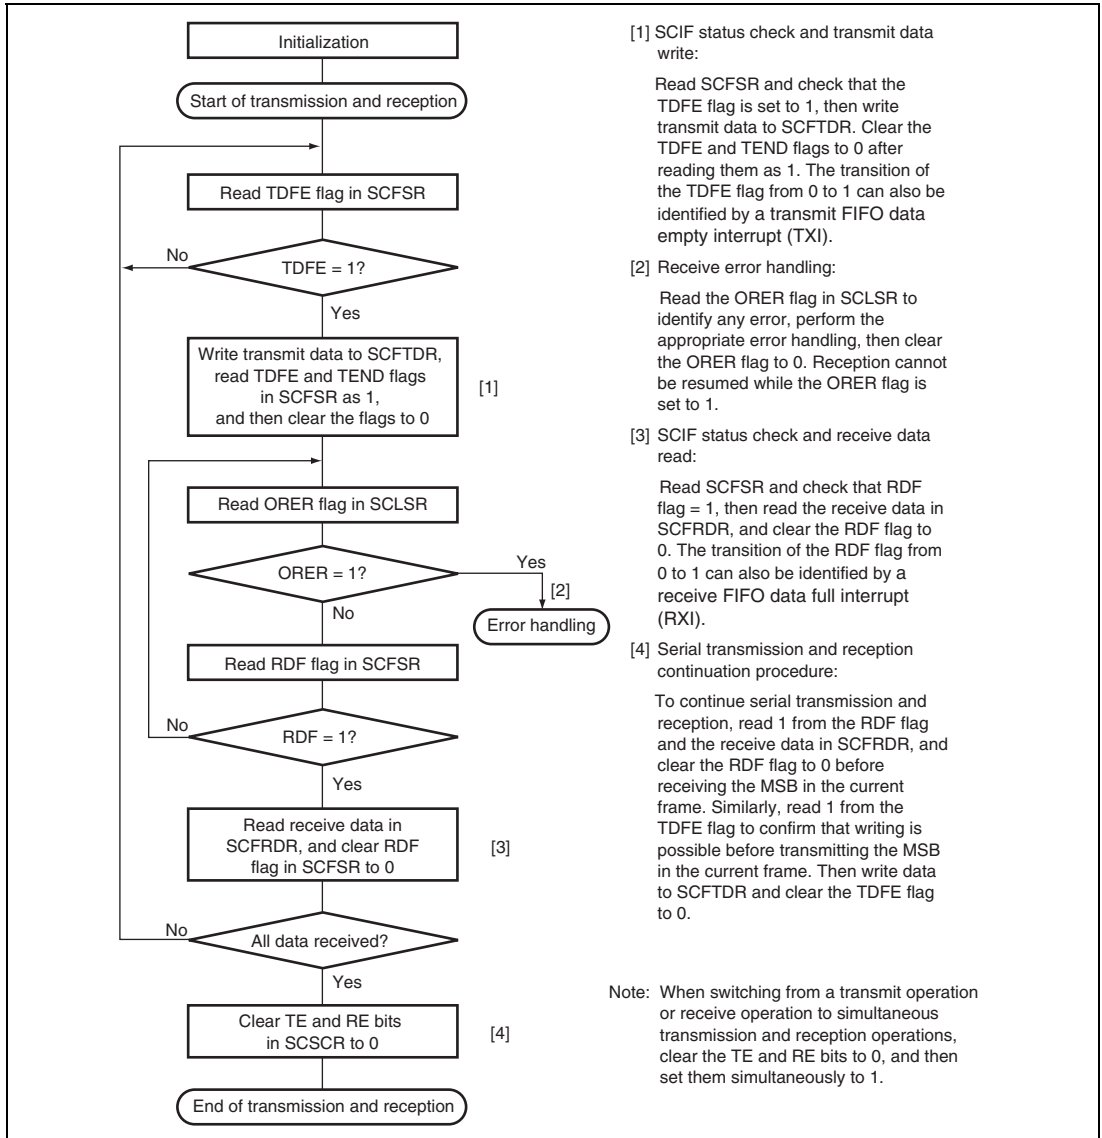 Initialization
Start of transmission and reception
Read TDFE flag in SCFSR
No
TDFE = 1?
Yes
Write transmit data to SCFTDR,
read TDFE and TEND flags
in SCFSR as 1,
and then clear the flags to 0
[1]
Read ORER flag in SCLSR
ORER = 1?
Yes
[2]
Error handling
No
Read RDF flag in SCFSR
No
RDF = 1?
Yes
Read receive data in
SCFRDR, and clear RDF
flag in SCFSR to 0
[3]
No
All data received?
Yes
Clear TE and RE bits
in SCSCR to 0
[4]
End of transmission and reception
[1] SCIF status check and transmit data
write:
Read SCFSR and check that the
TDFE flag is set to 1, then write
transmit data to SCFTDR. Clear the
TDFE and TEND flags to 0 after
reading them as 1. The transition of
the TDFE flag from 0 to 1 can also be
identified by a transmit FIFO data
empty interrupt (TXI).
[2] Receive error handling:
Read the ORER flag in SCLSR to
identify any error, perform the
appropriate error handling, then clear
the ORER flag to 0. Reception cannot
be resumed while the ORER flag is
set to 1.
[3] SCIF status check and receive data
read:
Read SCFSR and check that RDF
flag = 1, then read the receive data in
SCFRDR, and clear the RDF flag to
0. The transition of the RDF flag from
0 to 1 can also be identified by a
receive FIFO data full interrupt
(RXI).
[4] Serial transmission and reception
continuation procedure:
To continue serial transmission and
reception, read 1 from the RDF flag
and the receive data in SCFRDR, and
clear the RDF flag to 0 before
receiving the MSB in the current
frame. Similarly, read 1 from the
TDFE flag to confirm that writing is
possible before transmitting the MSB
in the current frame. Then write data
to SCFTDR and clear the TDFE flag
to 0.
Note: When switching from a transmit operation
or receive operation to simultaneous
transmission and reception operations,
clear the TE and RE bits to 0, and then
set them simultaneously to 1.